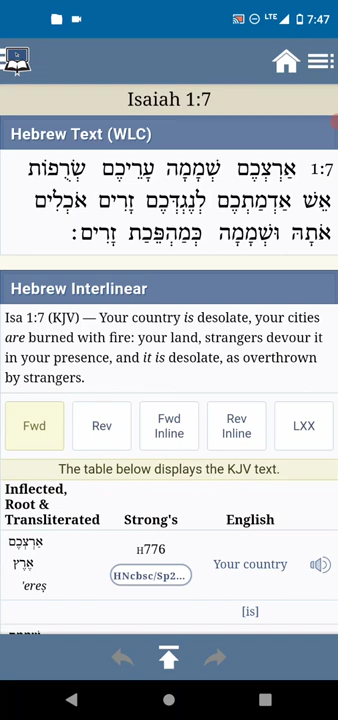 LTE 7:47
Isaiah 1:7
Hebrew Text (WLC)
1:7 אַרְצְכֶם שְׁמָמָה עָרֵיכֶם שְׂרֻפוֹת
אֵשׁ אַדְמַתְכֶם לְנֶגְדְּכֶם זָרִים אֹכְלִים
אֹתָהּ וּשְׁמָמָה כְּמַהְפֵּכַת זָרִים׃
Hebrew Interlinear
Isa 1:7 (KJV) — Your country is desolate, your cities
are burned with fire: your land, strangers devour it
in your presence, and it is desolate, as overthrown
by strangers.
Fwd
Rev
Fwd
Inline
Rev
Inline
LXX
The table below displays the KJV text.
Inflected,
Root &
Transliterated Strong's English
אַרְצְכֶם
אֶרֶץ
'ereṣ
H776
HNcbsc/Sp2...
Your country
[is]